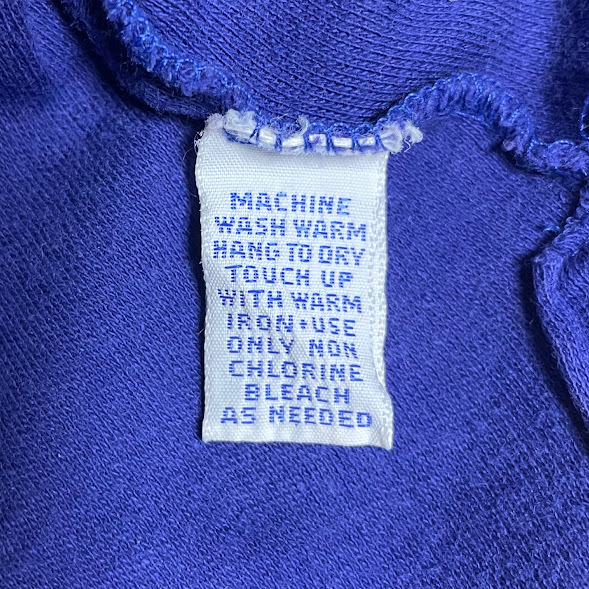 MACHINE
WASH WARM
HANG TO DRY
TOUCH UP
WITH WARM
IRON + USE
ONLY NON
CHLORINE
BLEACH
AS NEEDED